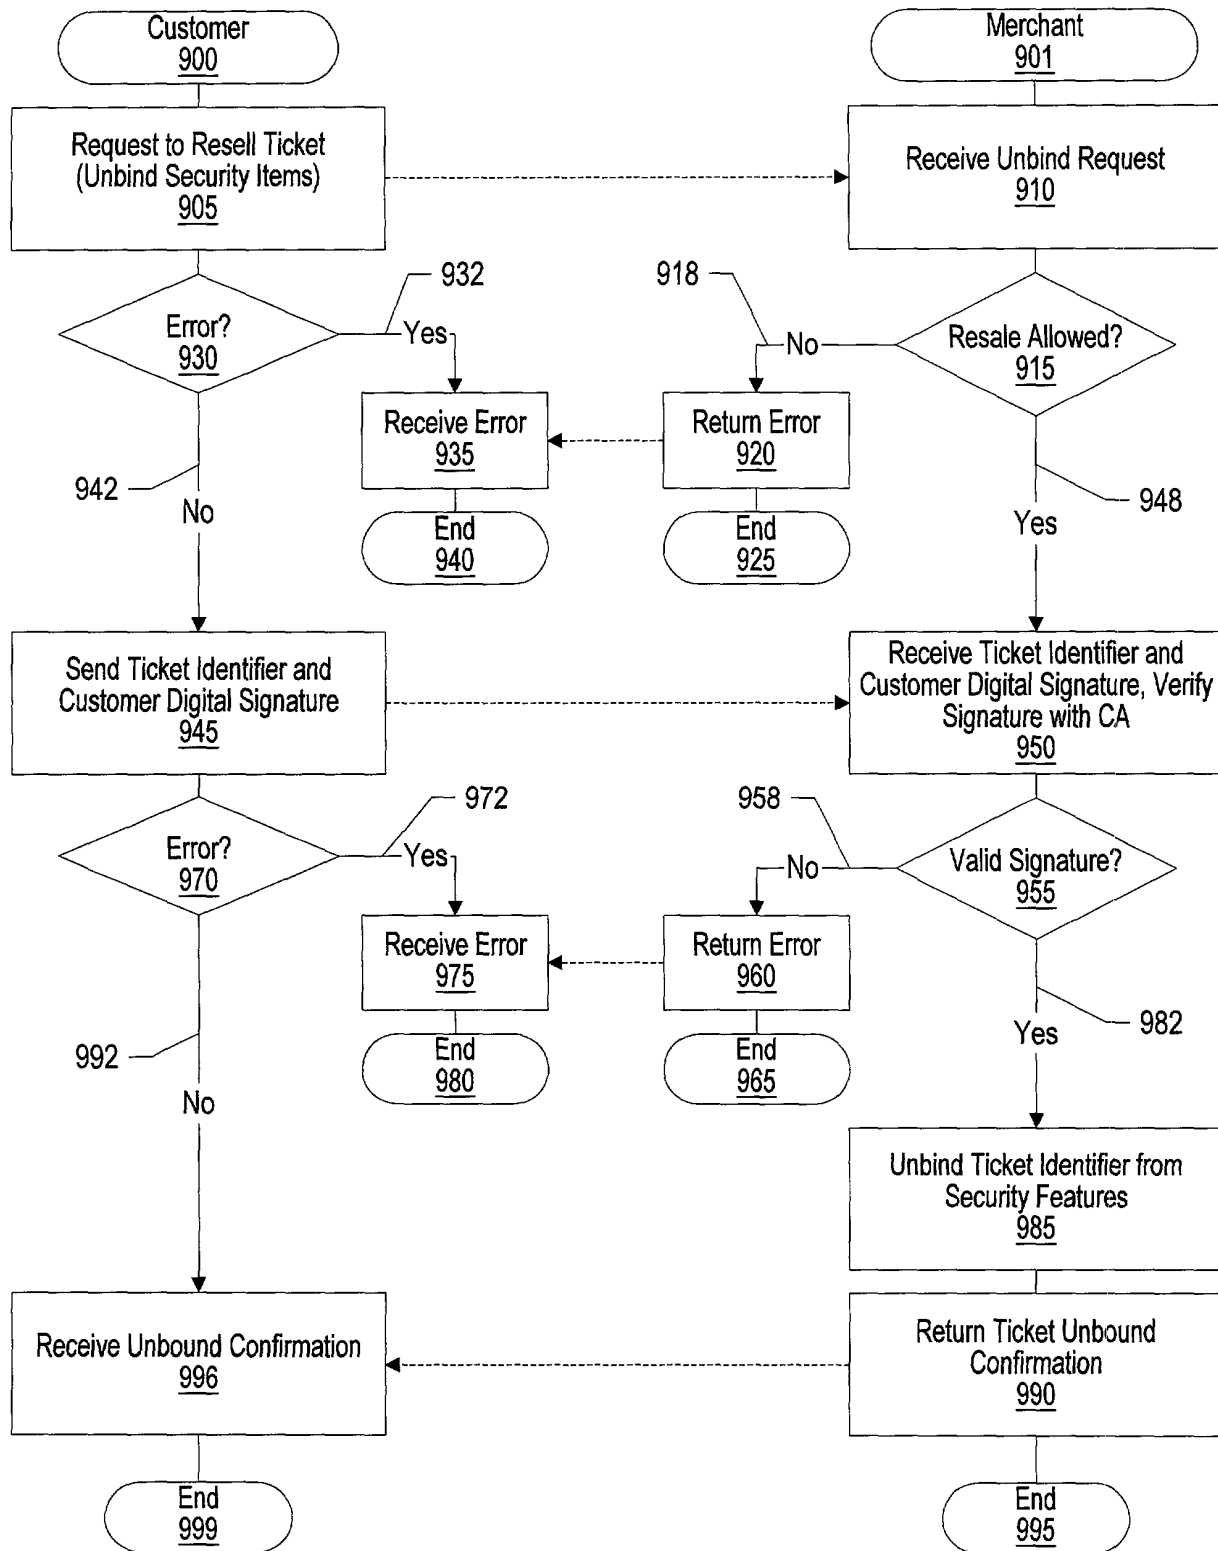 Customer
900
Merchant
901
Request to Resell Ticket
(Unbind Security Items)
905
Receive Unbind Request
910
932
918
Error?
930
Yes
No
Resale Allowed?
915
Receive Error
935
Return Error
920
942
948
No
End
940
End
925
Yes
Send Ticket Identifier and
Customer Digital Signature
945
Receive Ticket Identifier and
Customer Digital Signature, Verify
Signature with CA
950
972
958
Error?
970
Yes
No
Valid Signature?
955
Receive Error
975
Return Error
960
992
982
End
980
End
965
Yes
No
Unbind Ticket Identifier from
Security Features
985
Receive Unbound Confirmation
996
Return Ticket Unbound
Confirmation
990
End
999
End
995